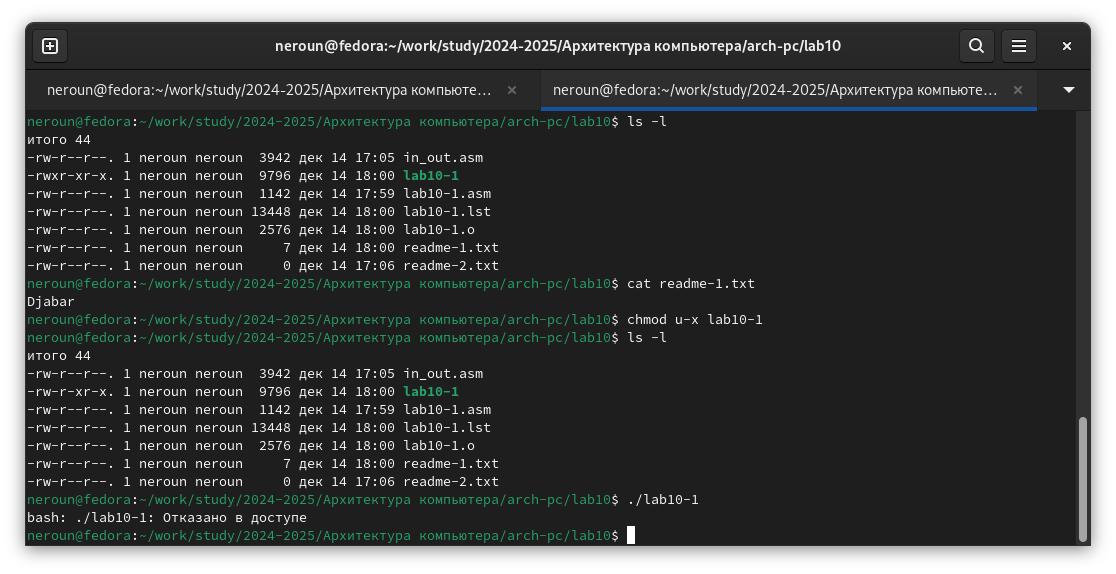 neroun@fedora:~/work/study/2024-2025/Архитектура компьютера/arch-pc/lab10
neroun@fedora:~/work/study/2024-2025/Архитектура компьюте…
neroun@fedora:~/work/study/2024-2025/Архитектура компьюте…
neroun@fedora:~/work/study/2024-2025/Архитектура компьютера/arch-pc/lab10$ ls -l
итого 44
-rw-r--r--. 1 neroun neroun  3942 дек 14 17:05 in_out.asm
-rwxr-xr-x. 1 neroun neroun  9796 дек 14 18:00 lab10-1
-rw-r--r--. 1 neroun neroun  1142 дек 14 17:59 lab10-1.asm
-rw-r--r--. 1 neroun neroun 13448 дек 14 18:00 lab10-1.lst
-rw-r--r--. 1 neroun neroun  2576 дек 14 18:00 lab10-1.o
-rw-r--r--. 1 neroun neroun     7 дек 14 18:00 readme-1.txt
-rw-r--r--. 1 neroun neroun     0 дек 14 17:06 readme-2.txt
neroun@fedora:~/work/study/2024-2025/Архитектура компьютера/arch-pc/lab10$ cat readme-1.txt
Djabar
neroun@fedora:~/work/study/2024-2025/Архитектура компьютера/arch-pc/lab10$ chmod u-x lab10-1
neroun@fedora:~/work/study/2024-2025/Архитектура компьютера/arch-pc/lab10$ ls -l
итого 44
-rw-r--r--. 1 neroun neroun  3942 дек 14 17:05 in_out.asm
-rw-r-xr-x. 1 neroun neroun  9796 дек 14 18:00 lab10-1
-rw-r--r--. 1 neroun neroun  1142 дек 14 17:59 lab10-1.asm
-rw-r--r--. 1 neroun neroun 13448 дек 14 18:00 lab10-1.lst
-rw-r--r--. 1 neroun neroun  2576 дек 14 18:00 lab10-1.o
-rw-r--r--. 1 neroun neroun     7 дек 14 18:00 readme-1.txt
-rw-r--r--. 1 neroun neroun     0 дек 14 17:06 readme-2.txt
neroun@fedora:~/work/study/2024-2025/Архитектура компьютера/arch-pc/lab10$ ./lab10-1
bash: ./lab10-1: Отказано в доступе
neroun@fedora:~/work/study/2024-2025/Архитектура компьютера/arch-pc/lab10$